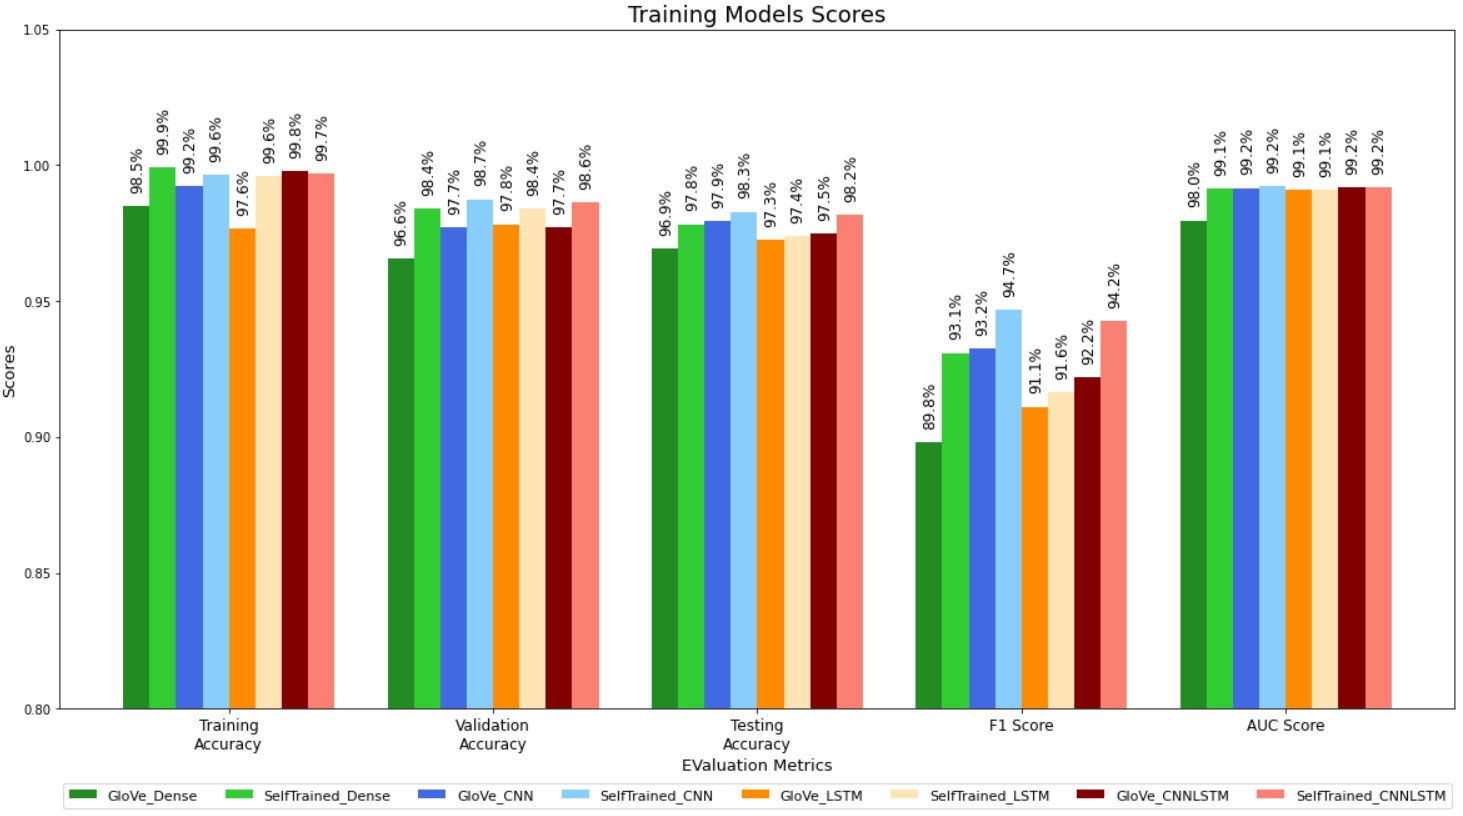 Training Models Scores
1.05
1.00
0.95
0.90
0.85
0.80
Scores
98.5%
99.9%
99.2%
99.6%
97.6%
99.6%
99.8%
99.7%
96.6%
98.4%
97.7%
98.7%
97.8%
98.4%
97.7%
98.6%
96.9%
97.8%
97.9%
98.3%
97.3%
97.4%
97.5%
98.2%
89.8%
93.1%
93.2%
94.7%
91.1%
91.6%
92.2%
94.2%
98.0%
99.1%
99.2%
99.2%
99.1%
99.1%
99.2%
99.2%
Training
Accuracy
Validation
Accuracy
Testing
Accuracy
F1 Score
AUC Score
EValuation Metrics
GloVe_Dense
SelfTrained_Dense
GloVe_CNN
SelfTrained_CNN
GloVe_LSTM
SelfTrained_LSTM
GloVe_CNNLSTM
SelfTrained_CNNLSTM